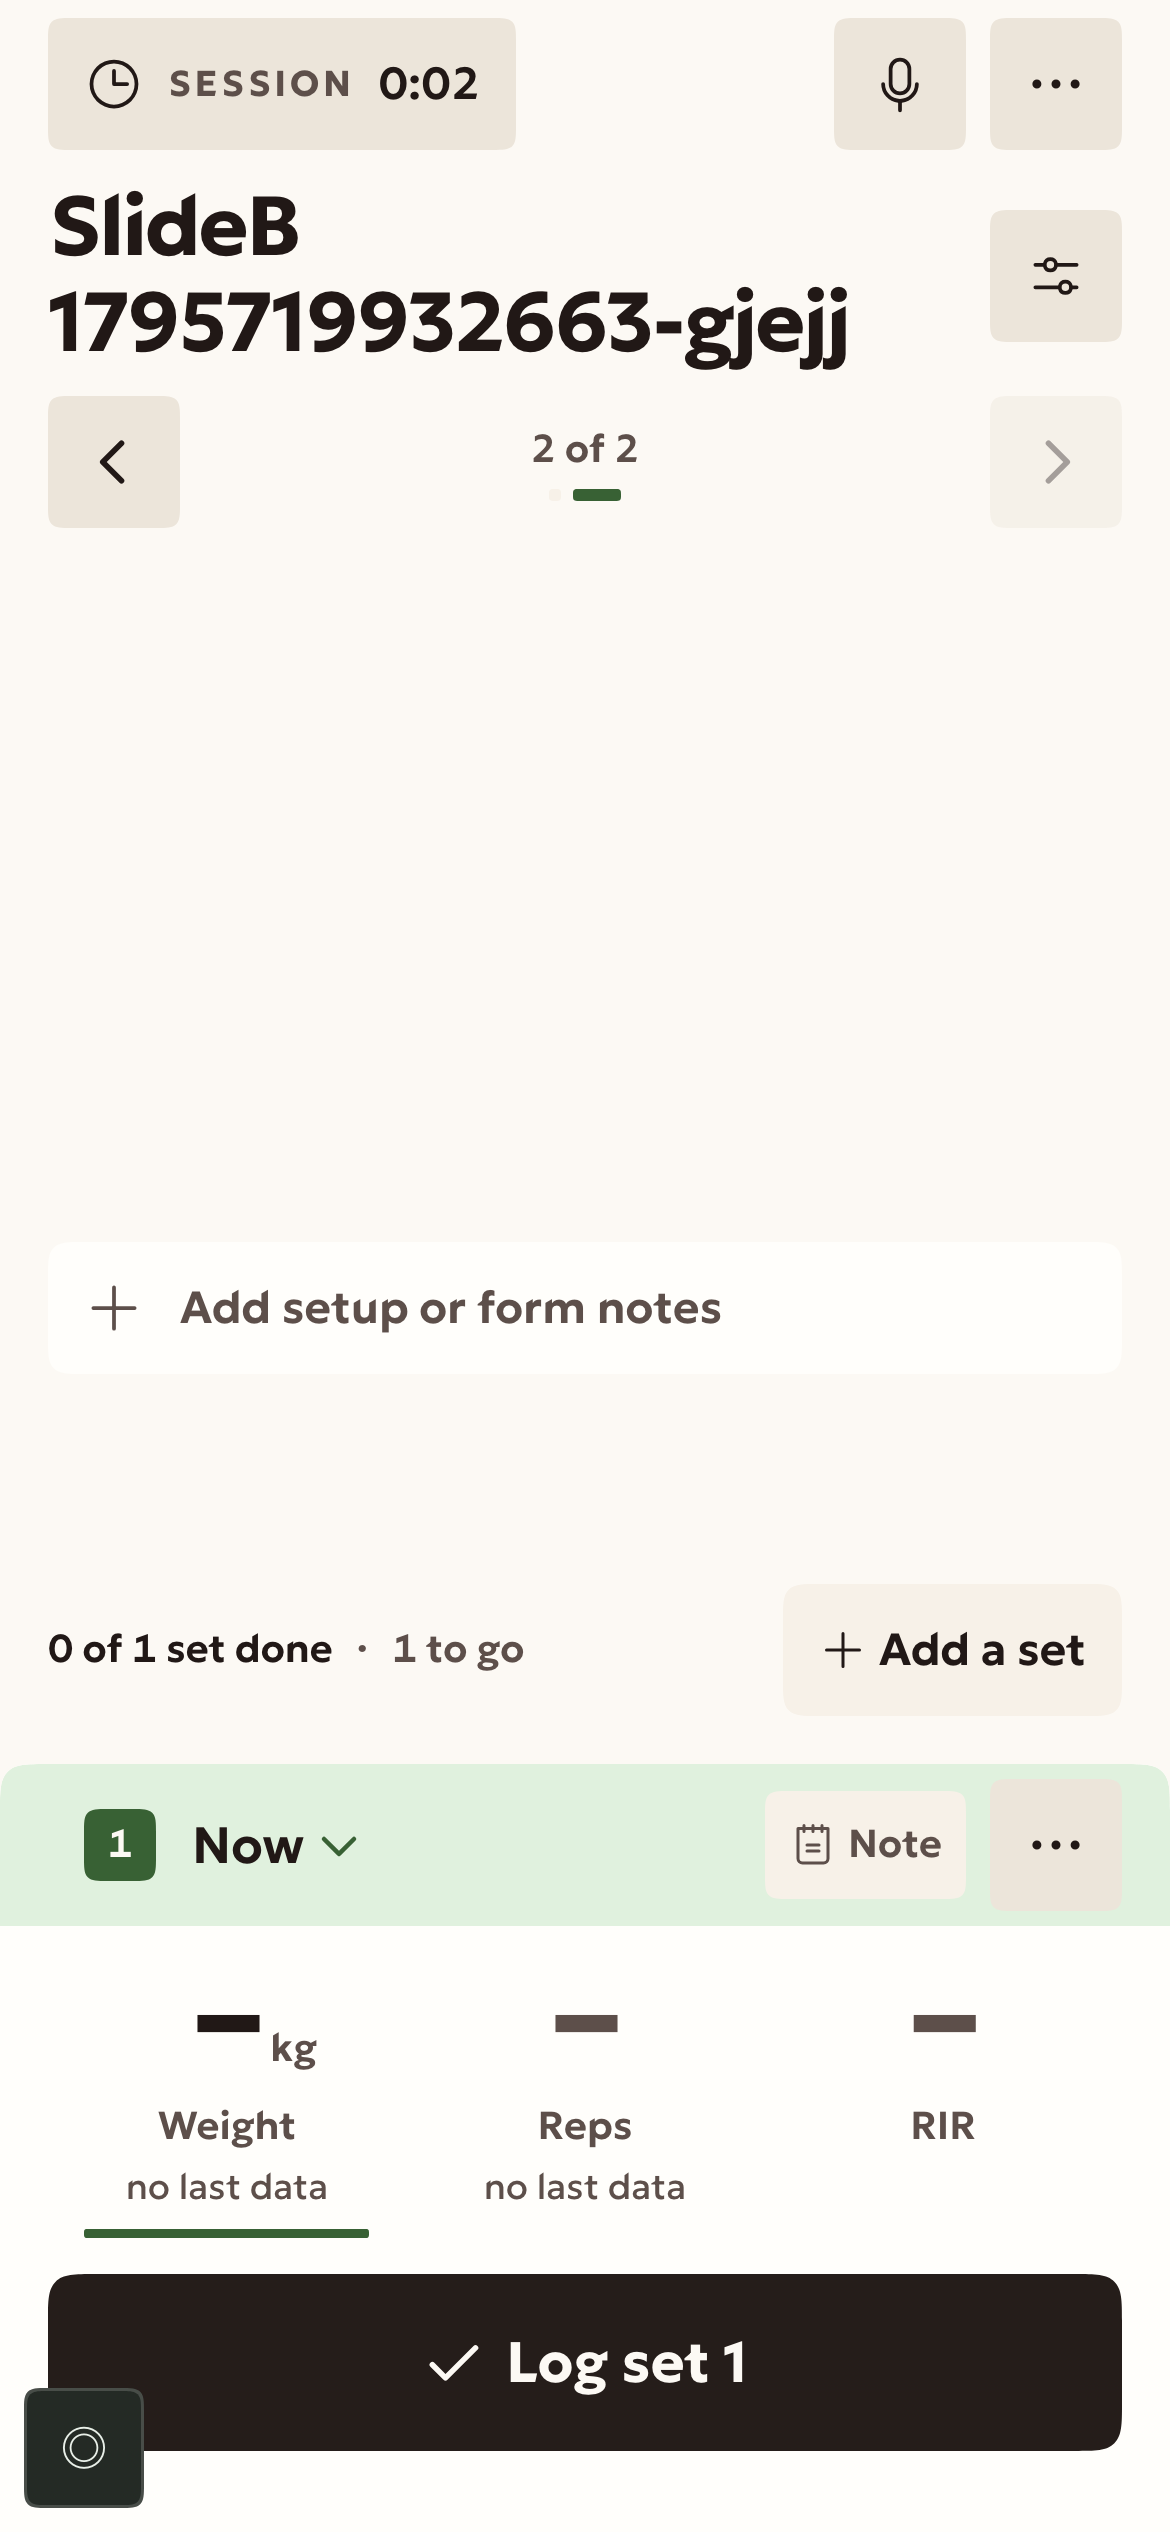 SESSION 0:02
SlideB
1795719932663-gjejj
2 of 2
Add setup or form notes
0 of 1 set done · 1 to go
Add a set
1 Now
Note
— kg
—
—
Weight
Reps
RIR
no last data
no last data
Log set 1